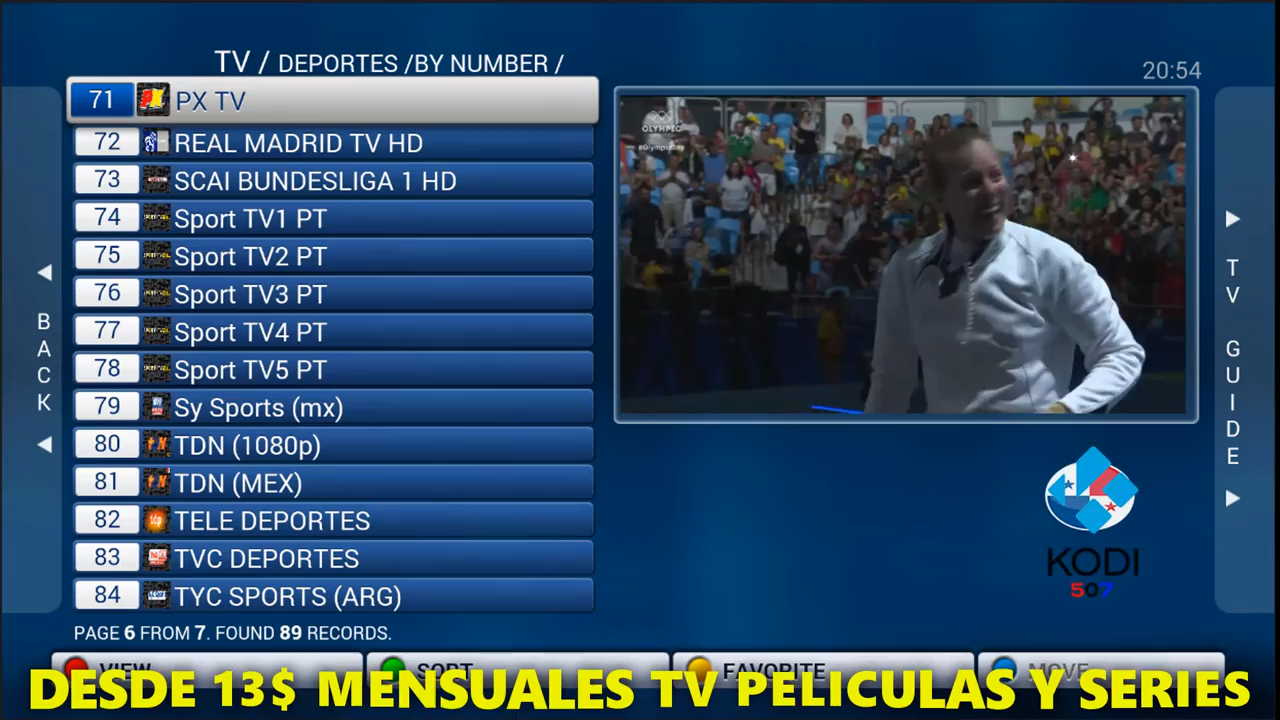 TV / DEPORTES /BY NUMBER /
20:54
71 PX TV
72 REAL MADRID TV HD
73 SCAI BUNDESLIGA 1 HD
74 Sport TV1 PT
75 Sport TV2 PT
76 Sport TV3 PT
77 Sport TV4 PT
78 Sport TV5 PT
79 Sy Sports (mx)
80 TDN (1080p)
81 TDN (MEX)
82 TELE DEPORTES
83 TVC DEPORTES
84 TYC SPORTS (ARG)
PAGE 6 FROM 7. FOUND 89 RECORDS.
BACK
OLYMPIC
TV GUIDE
KODI
507
VIEW SORT FAVORITE MOVE
DESDE 13$ MENSUALES TV PELICULAS Y SERIES